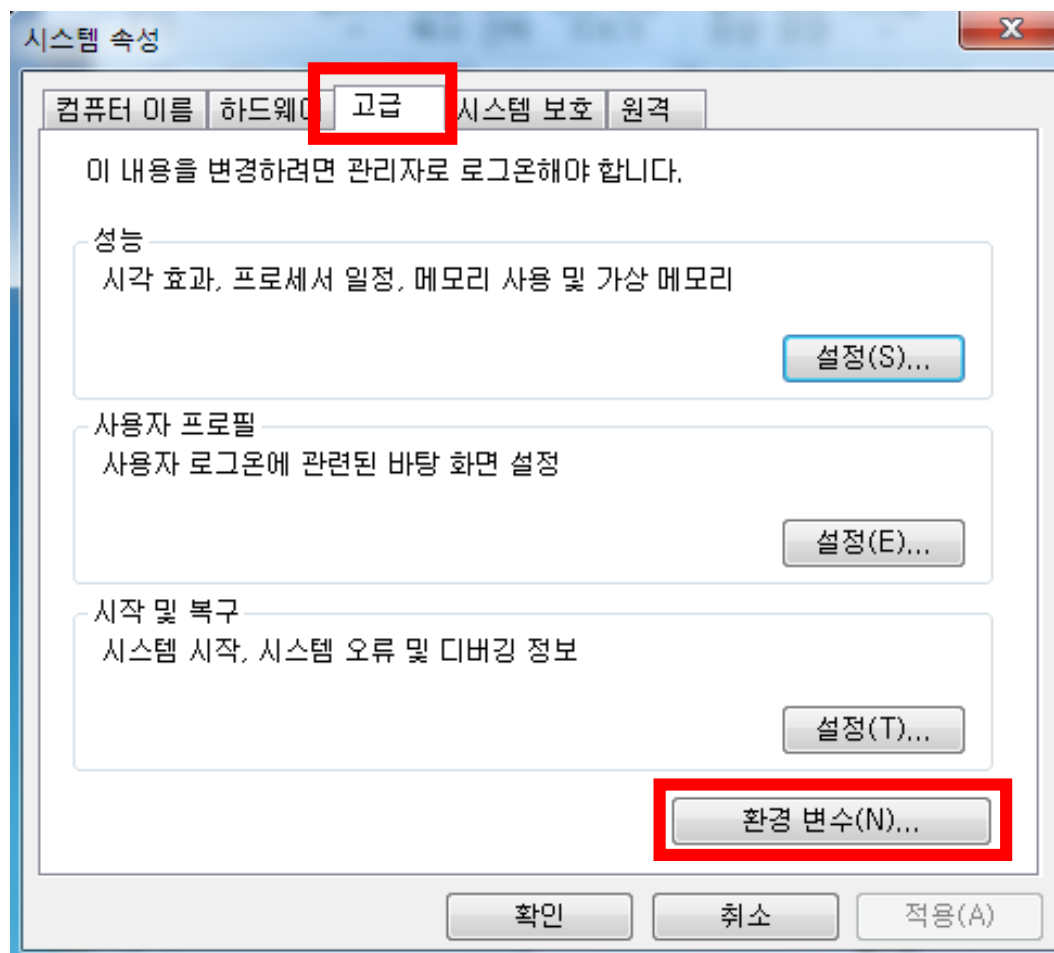 시스템 속성
컴퓨터 이름 하드웨어 고급 시스템 보호 원격
이 내용을 변경하려면 관리자로 로그온해야 합니다.
성능
시각 효과, 프로세서 일정, 메모리 사용 및 가상 메모리
설정(S)...
사용자 프로필
사용자 로그온에 관련된 바탕 화면 설정
설정(E)...
시작 및 복구
시스템 시작, 시스템 오류 및 디버깅 정보
설정(T)...
환경 변수(N)...
확인 취소 적용(A)